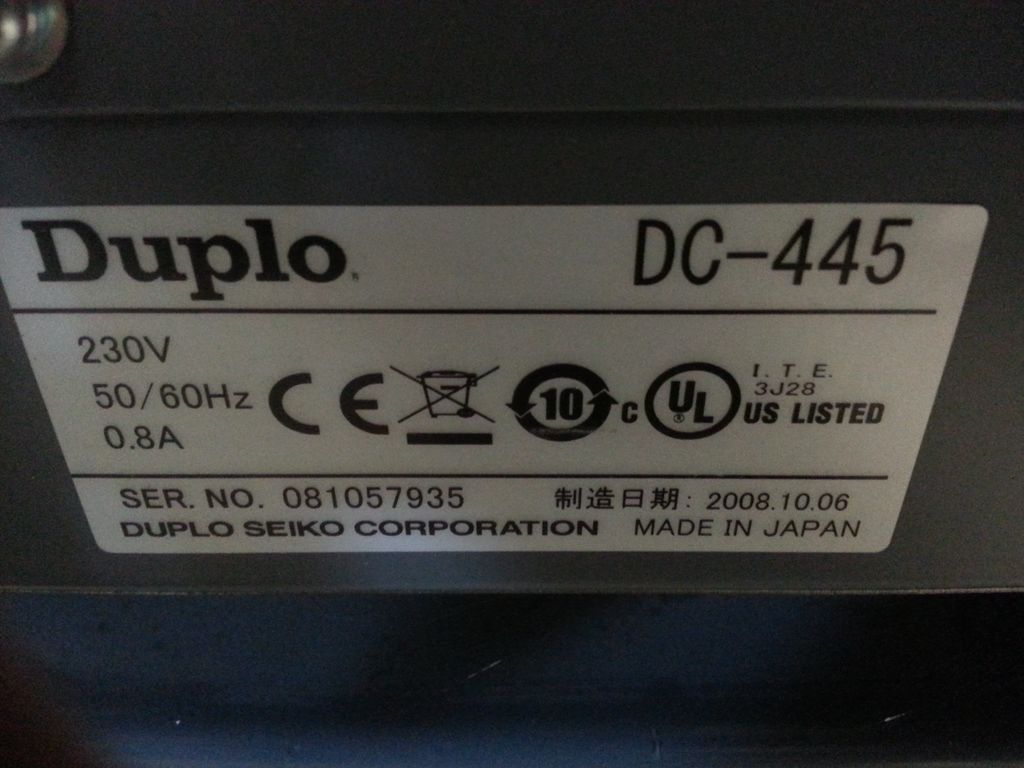 Duplo DC-445
230V
50/60Hz
0.8A
CE
10
C UL US LISTED
®
I. T. E.
3J28
SER. NO. 081057935 制造日期: 2008.10.06
DUPLO SEIKO CORPORATION MADE IN JAPAN